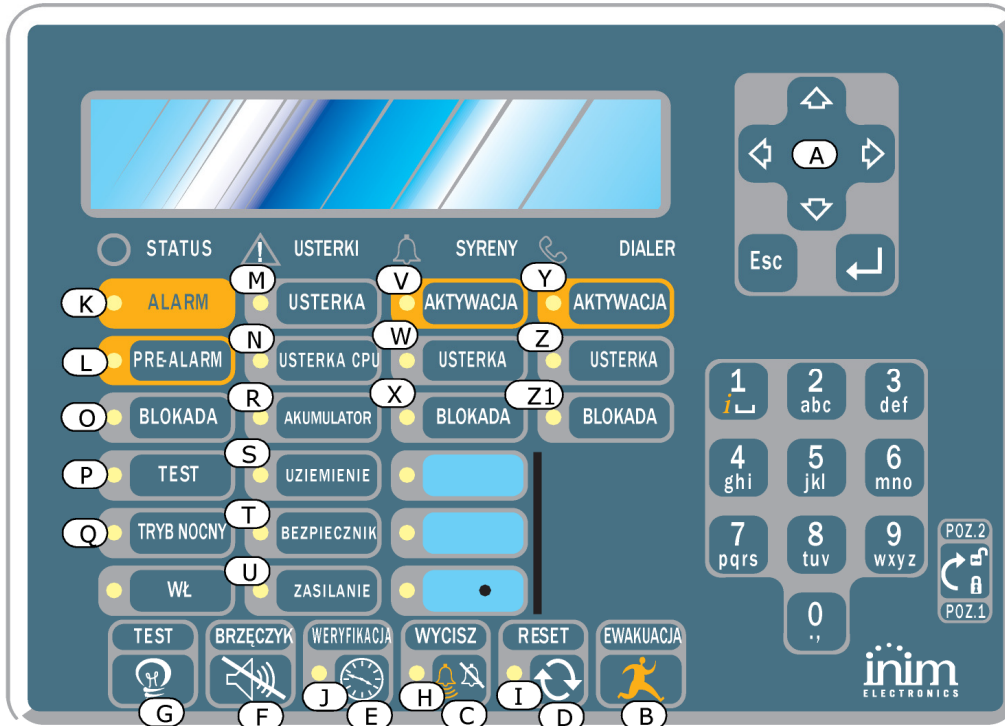 A
STATUS USTERKI SYRENY DIALER
Esc
K ALARM M USTERKA V AKTYWACJA Y AKTYWACJA
L PRE-ALARM N USTERKA CPU W USTERKA Z USTERKA
O BLOKADA R AKUMULATOR X BLOKADA Z1 BLOKADA
P TEST S UZIEMIENIE
Q TRYB NOCNY T BEZPIECZNIK
WŁ U ZASILANIE
1 2 abc 3 def
i
4 ghi 5 jkl 6 mno
7 pqrs 8 tuv 9 wxyz
0 .,
POZ.2
POZ.1
TEST BRZĘCZYK WERYFIKACJA WYCISZ RESET EWAKUACJA
G F J E H C I D B
inim
ELECTRONICS